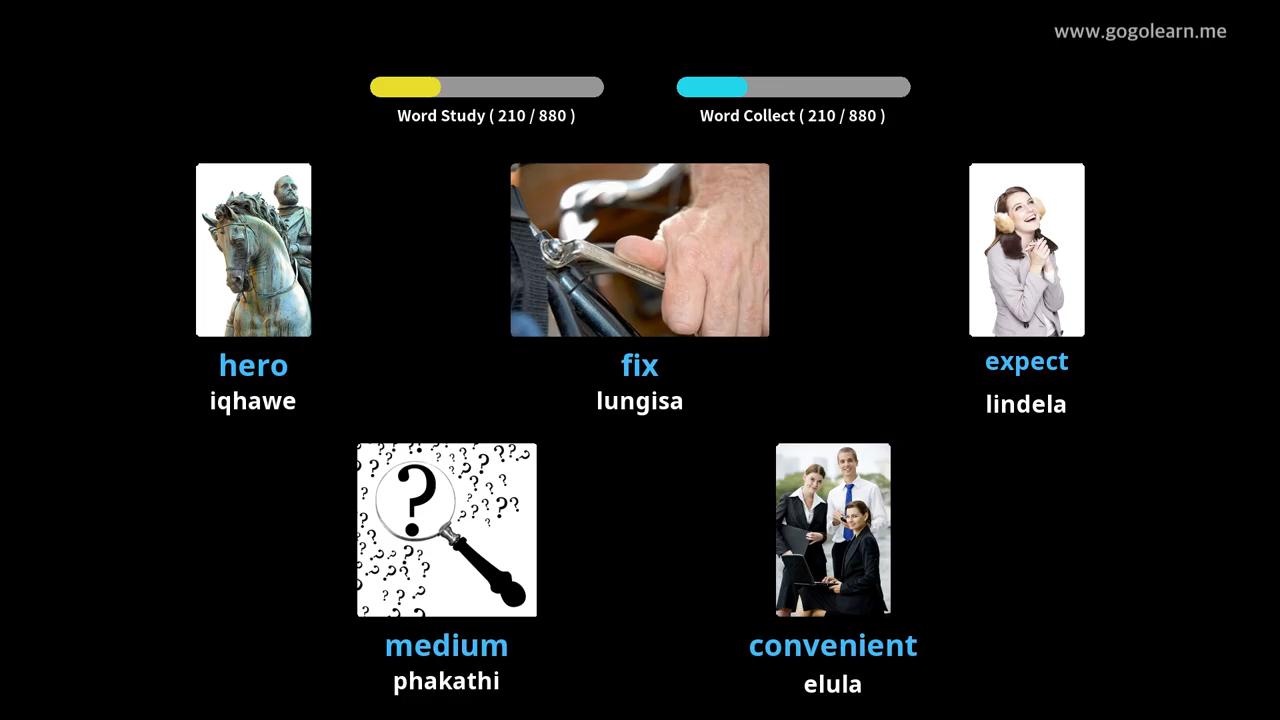 www.gogolearn.me
Word Study ( 210 / 880 )
Word Collect ( 210 / 880 )
hero
iqhawe
fix
lungisa
expect
lindela
medium
phakathi
convenient
elula